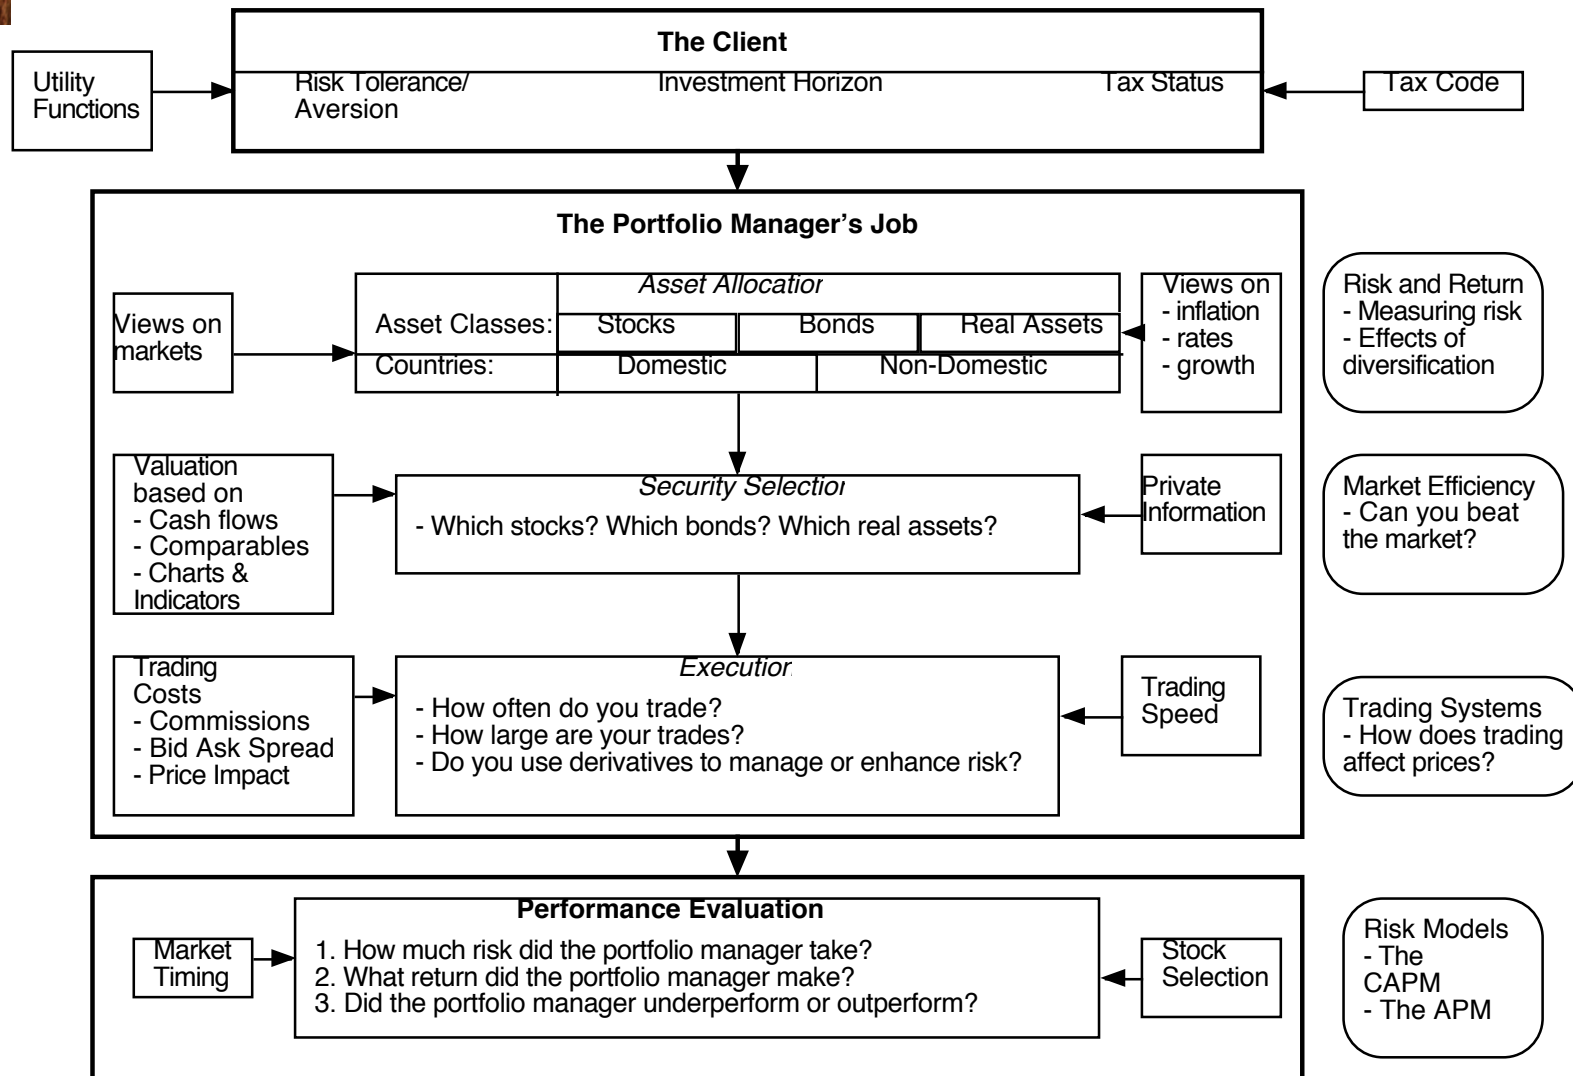 The Client
Utility
Functions
Risk Tolerance/
Aversion
Investment Horizon
Tax Status
Tax Code
The Portfolio Manager’s Job
Views on
markets
Asset Allocation
Asset Classes:
Stocks
Bonds
Real Assets
Countries:
Domestic
Non-Domestic
Views on
- inflation
- rates
- growth
Risk and Return
- Measuring risk
- Effects of
diversification
Valuation
based on
- Cash flows
- Comparables
- Charts &
Indicators
Security Selection
- Which stocks? Which bonds? Which real assets?
Private
Information
Market Efficiency
- Can you beat
the market?
Trading
Costs
- Commissions
- Bid Ask Spread
- Price Impact
Execution
- How often do you trade?
- How large are your trades?
- Do you use derivatives to manage or enhance risk?
Trading
Speed
Trading Systems
- How does trading
affect prices?
Performance Evaluation
Market
Timing
1. How much risk did the portfolio manager take?
2. What return did the portfolio manager make?
3. Did the portfolio manager underperform or outperform?
Stock
Selection
Risk Models
- The
CAPM
- The APM